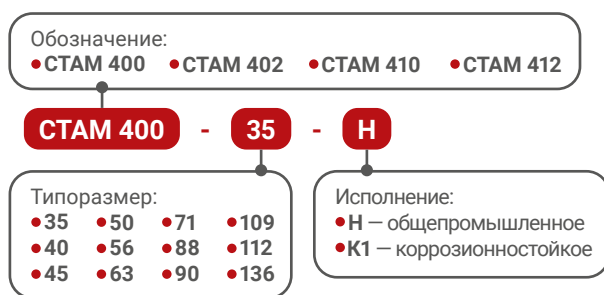 Обозначение:
•СТАМ 400 •СТАМ 402 •СТАМ 410 •СТАМ 412
СТАМ 400 - 35 - Н
Типоразмер:
•35 •50 •71 •109
•40 •56 •88 •112
•45 •63 •90 •136
Исполнение:
•Н — общепромышленное
•К1 — коррозионностойкое